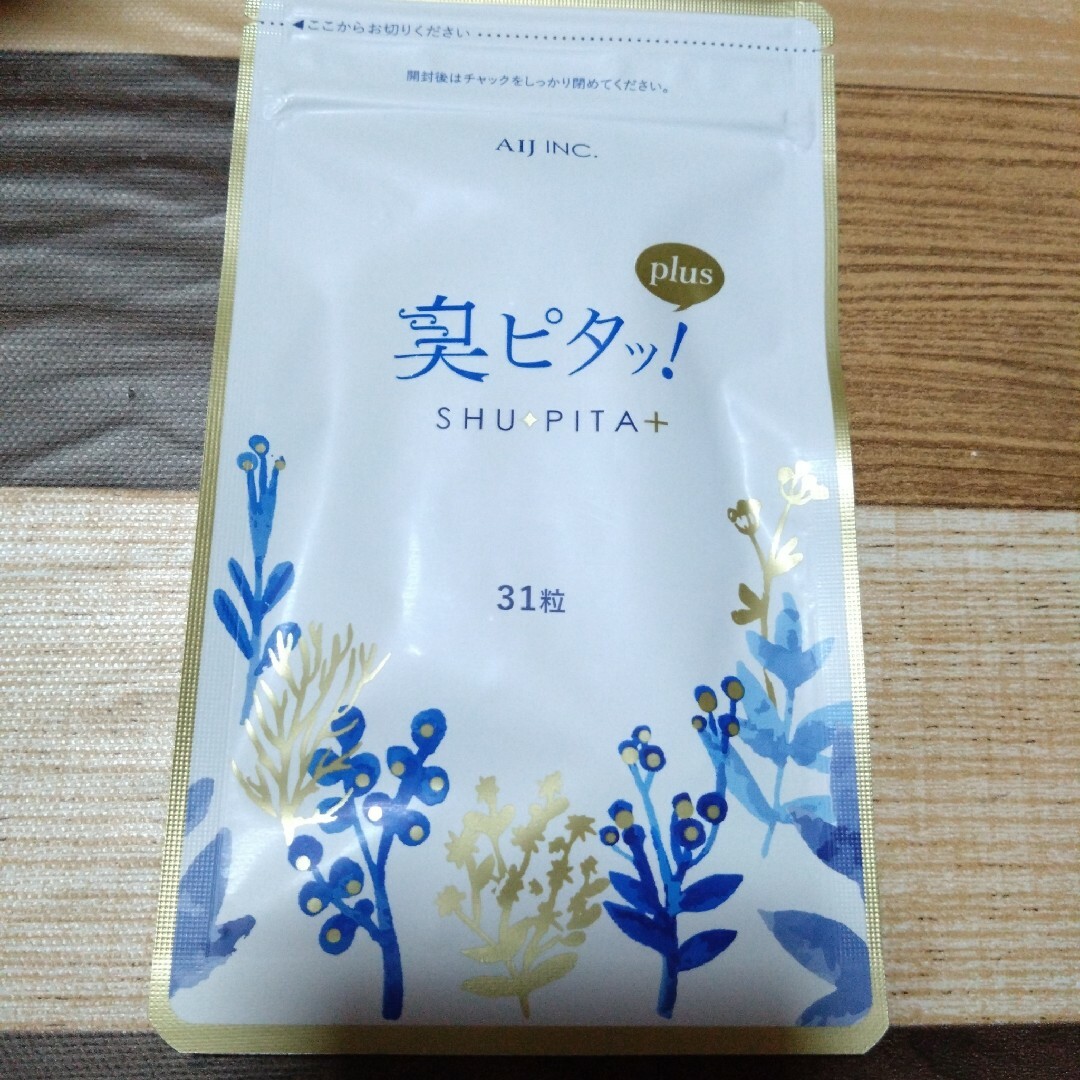 ◀ここからお切りください
開封後はチャックをしっかり閉めてください。
AIJ INC.
plus
臭ピタッ!
SHU PITA+
31粒